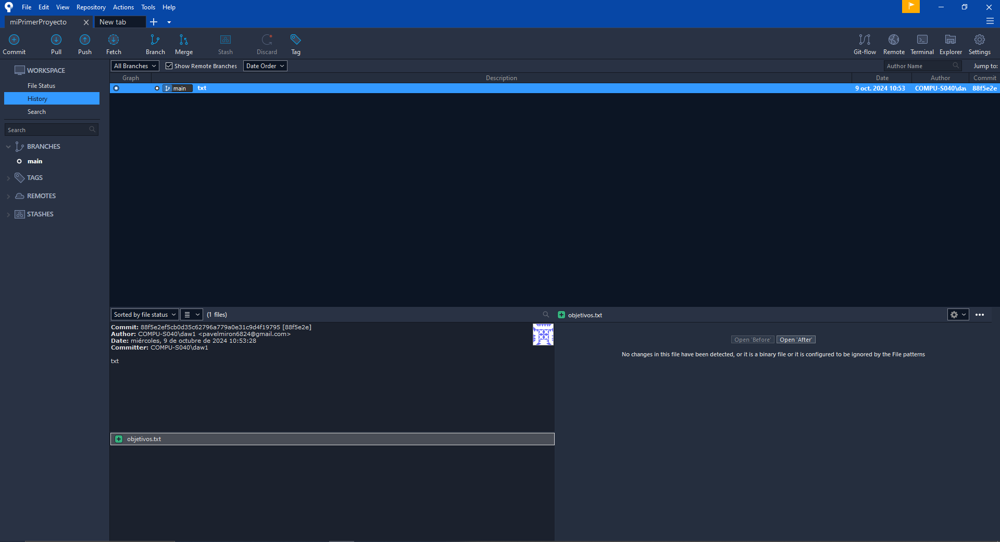 File Edit View Repository Actions Tools Help
miPrimerProyecto New tab
Commit Pull Push Fetch Branch Merge Stash Discard Tag Git-flow Remote Terminal Explorer Settings
WORKSPACE
File Status
History
Search
Search
BRANCHES
main
TAGS
REMOTES
STASHES
All Branches Show Remote Branches Date Order Author Name Jump to:
Graph Description Date Author Commit
main txt 9 oct. 2024 10:53 COMPU-S040\daw 88f5e2e
Sorted by file status (1 files)
Commit: 88f5e2ef5cb0d35c62796a779a0e31c9d4f19795 [88f5e2e]
Author: COMPU-S040\daw1 <pavelmiron6824@gmail.com>
Date: miércoles, 9 de octubre de 2024 10:53:28
Committer: COMPU-S040\daw1
txt
objetivos.txt
objetivos.txt
Open 'Before' Open 'After'
No changes in this file have been detected, or it is a binary file or it is configured to be ignored by the File patterns